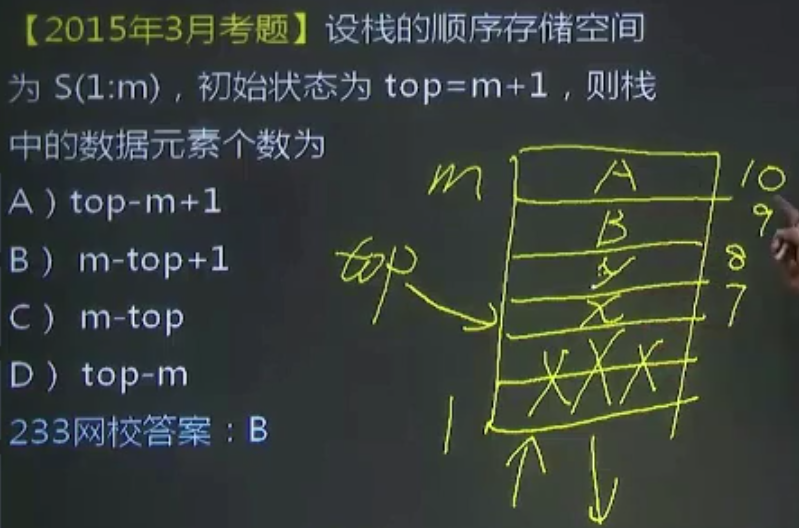 【2015年3月考题】设栈的顺序存储空间
为 S(1:m)，初始状态为 top=m+1，则栈
中的数据元素个数为
A）top-m+1
B） m-top+1
C） m-top
D） top-m
233网校答案：B
m A 10
9
B
8
top y
7
x
XXX
1